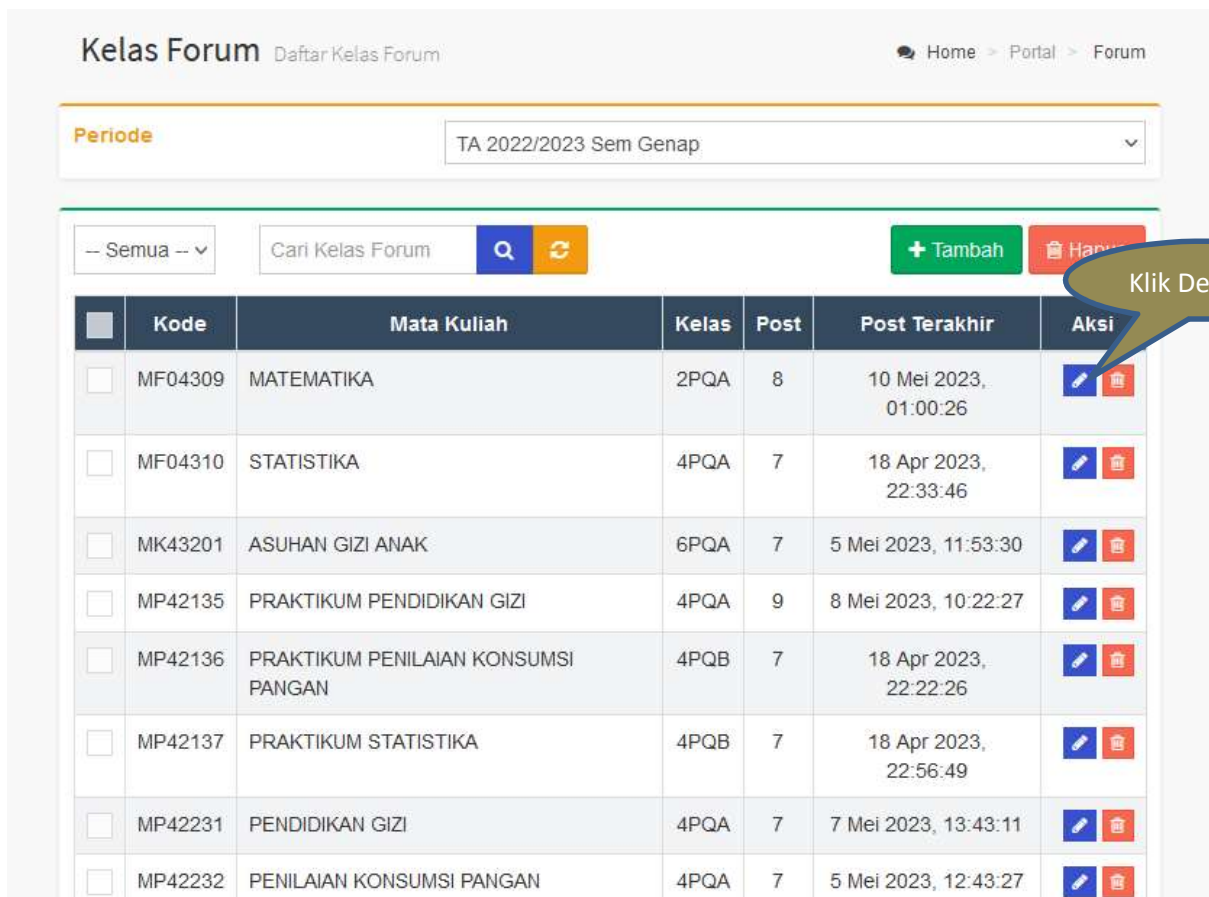 Kelas Forum Daftar Kelas Forum Home > Portal > Forum
Periode TA 2022/2023 Sem Genap
-- Semua -- Cari Kelas Forum + Tambah
Klik
Kode Mata Kuliah Kelas Post Post Terakhir Aksi
MF04309 MATEMATIKA 2PQA 8 10 Mei 2023,
01:00:26
MF04310 STATISTIKA 4PQA 7 18 Apr 2023,
22:33:46
MK43201 ASUHAN GIZI ANAK 6PQA 7 5 Mei 2023, 11:53:30
MP42135 PRAKTIKUM PENDIDIKAN GIZI 4PQA 9 8 Mei 2023, 10:22:27
MP42136 PRAKTIKUM PENILAIAN KONSUMSI 4PQB 7 18 Apr 2023,
PANGAN 22:22:26
MP42137 PRAKTIKUM STATISTIKA 4PQB 7 18 Apr 2023,
22:56:49
MP42231 PENDIDIKAN GIZI 4PQA 7 7 Mei 2023, 13:43:11
MP42232 PENILAIAN KONSUMSI PANGAN 4PQA 7 5 Mei 2023, 12:43:27